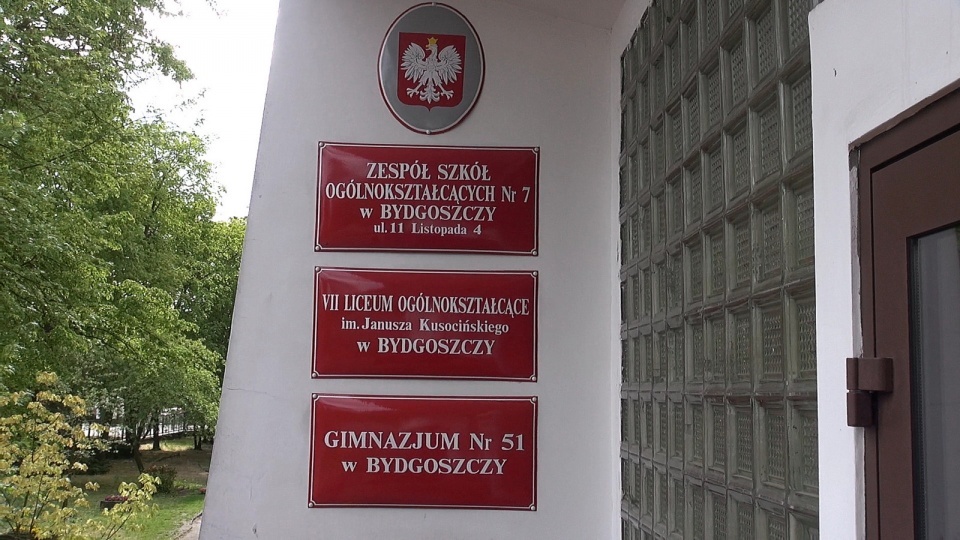 ZESPÓŁ SZKÓŁ
OGÓLNOKSZTAŁCĄCYCH Nr 7
w BYDGOSZCZY
ul. 11 Listopada 4
VII LICEUM OGÓLNOKSZTAŁCĄCE
im. Janusza Kusocińskiego
w BYDGOSZCZY
GIMNAZJUM Nr 51
w BYDGOSZCZY